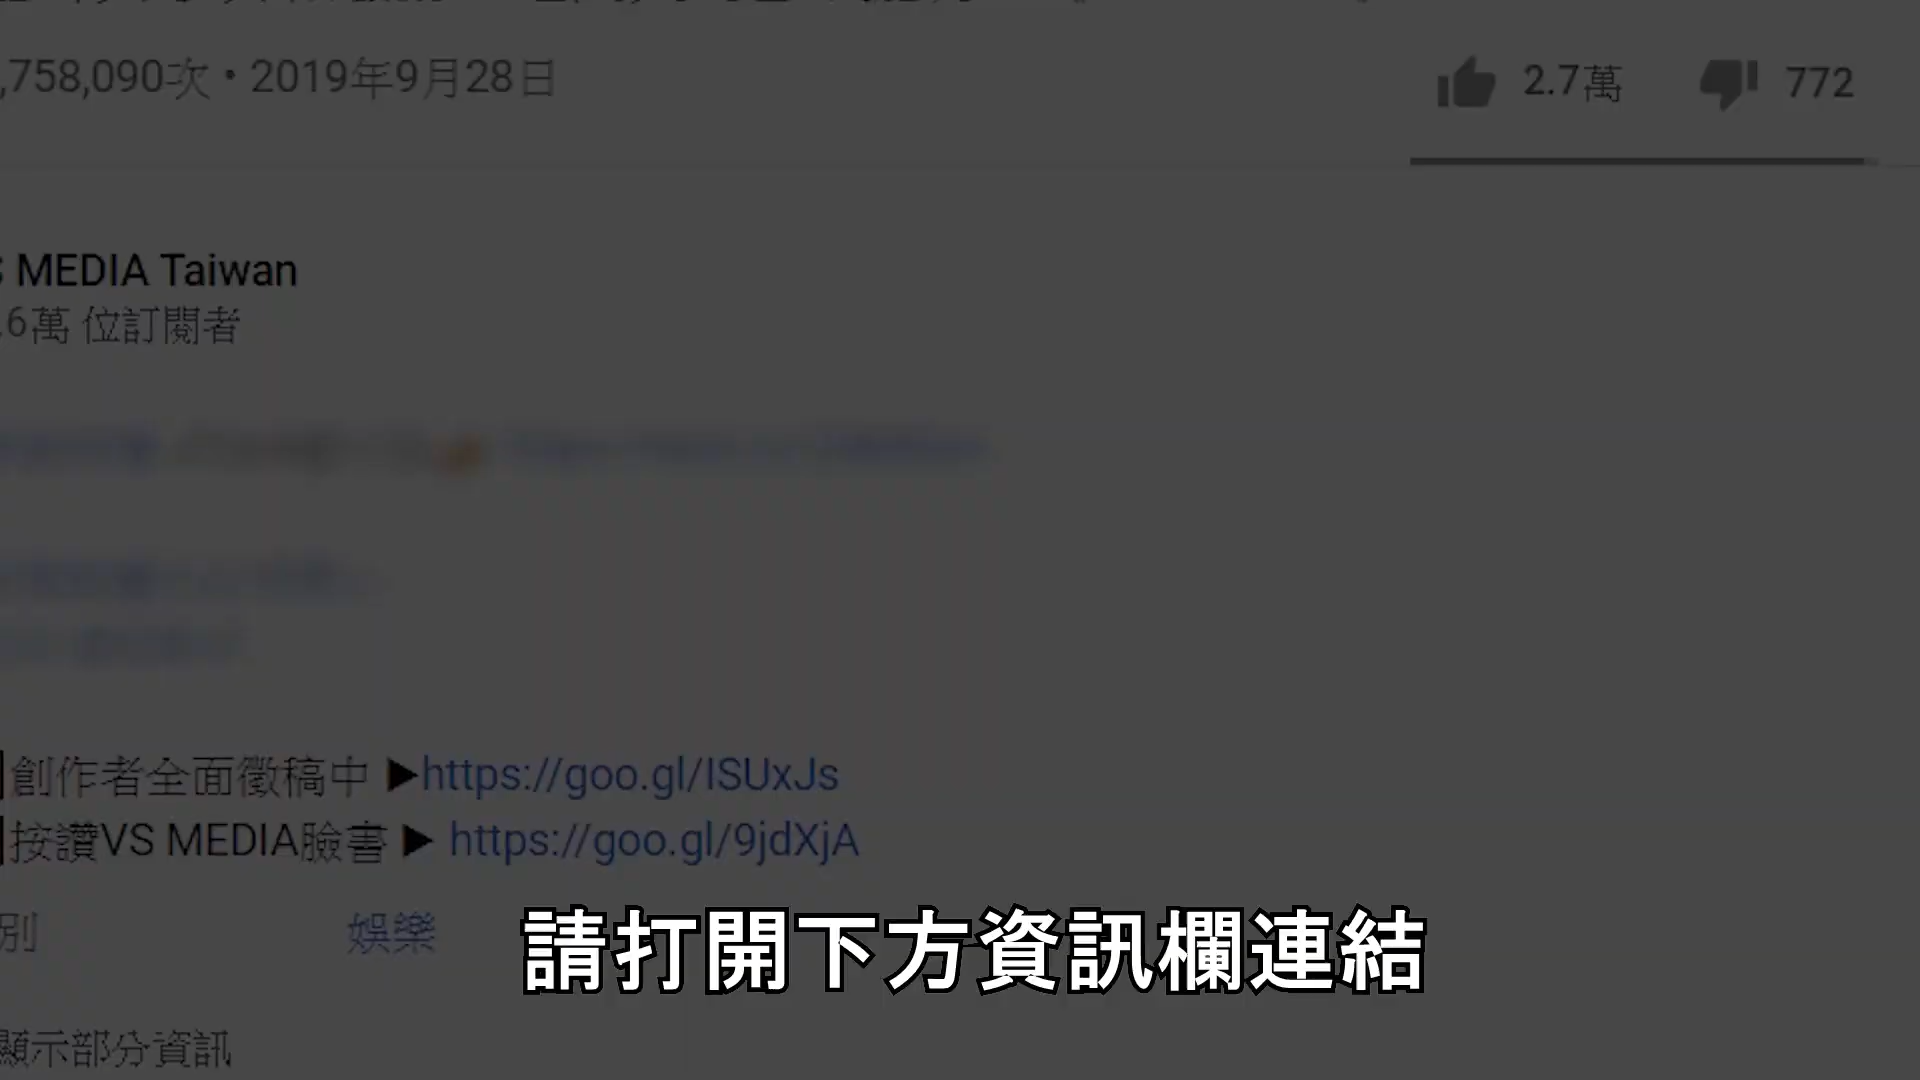 ,758,090次 • 2019年9月28日
2.7萬 772
S MEDIA Taiwan
.6萬 位訂閱者
創作者全面徵稿中 ▶https://goo.gl/ISUxJs
按讚VS MEDIA臉書 ▶ https://goo.gl/9jdXjA
別 娛樂
請打開下方資訊欄連結
顯示部分資訊